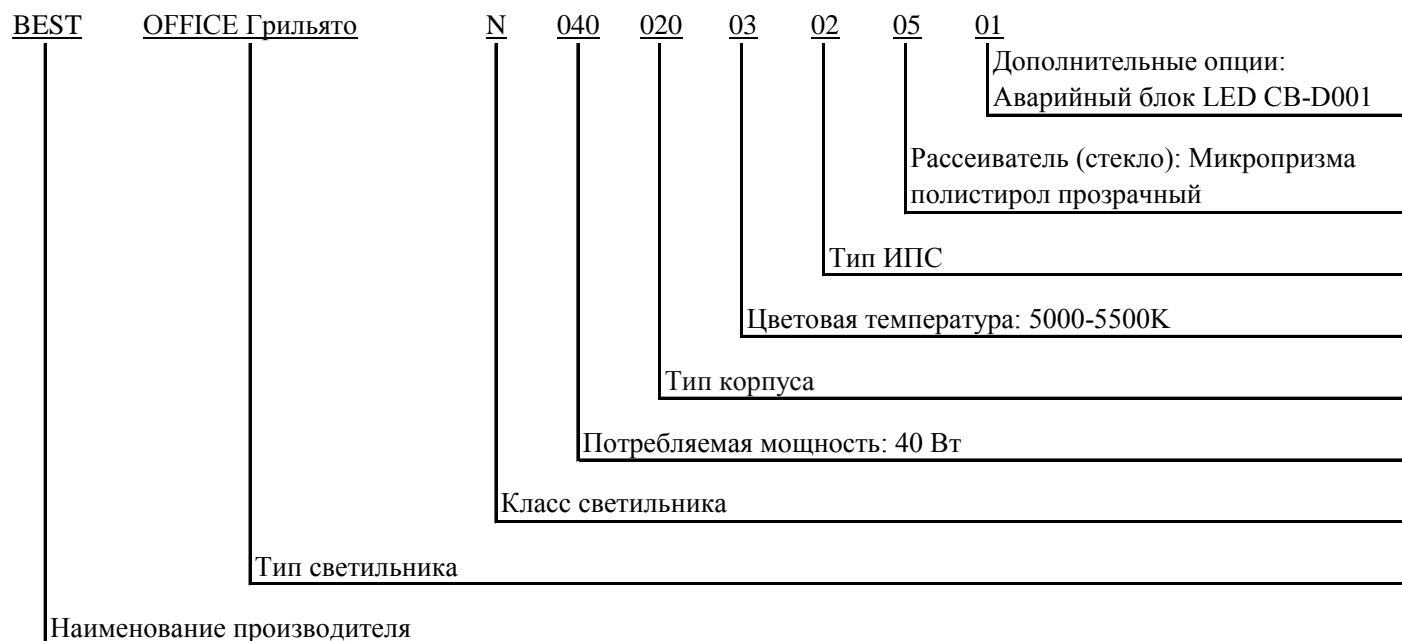 BEST OFFICE Грильято N 040 020 03 02 05 01
Дополнительные опции:
Аварийный блок LED CB-D001
Рассеиватель (стекло): Микропризма
полистирол прозрачный
Тип ИПС
Цветовая температура: 5000-5500K
Тип корпуса
Потребляемая мощность: 40 Вт
Класс светильника
Тип светильника
Наименование производителя